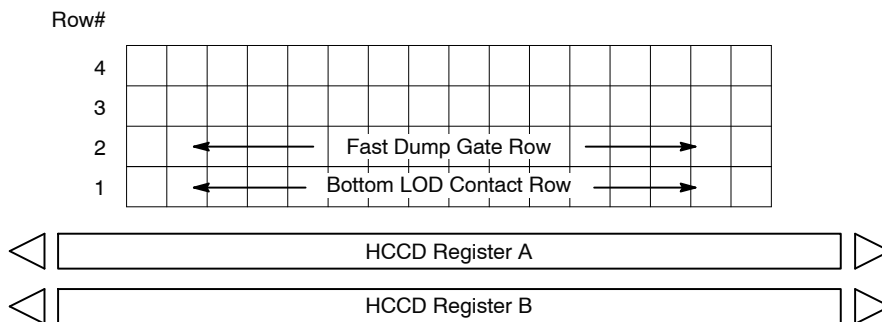 Row#
4
3
2 Fast Dump Gate Row
1 Bottom LOD Contact Row
HCCD Register A
HCCD Register B